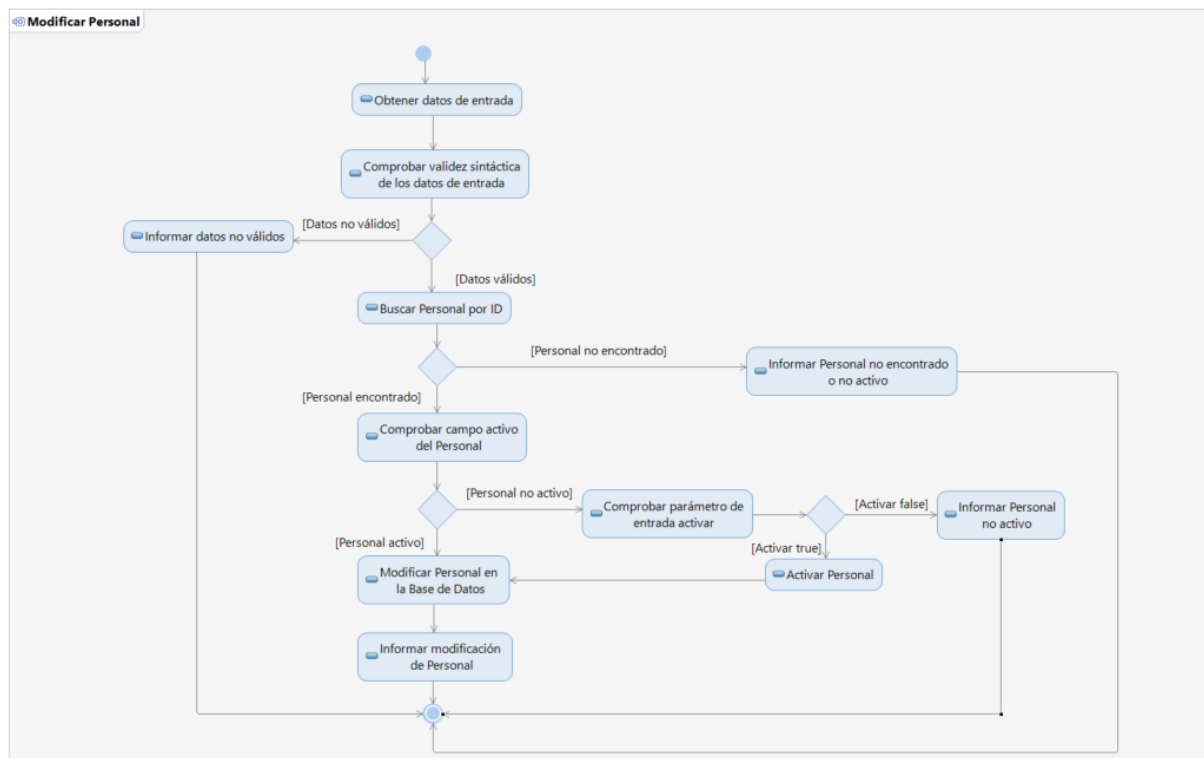 Modificar Personal
Obtener datos de entrada
Comprobar validez sintáctica
de los datos de entrada
[Datos no válidos]
Informar datos no válidos
[Datos válidos]
Buscar Personal por ID
[Personal no encontrado]
Informar Personal no encontrado
o no activo
[Personal encontrado]
Comprobar campo activo
del Personal
[Personal no activo]
Comprobar parámetro de
entrada activar
[Activar false]
Informar Personal
no activo
[Personal activo]
[Activar true]
Modificar Personal en
la Base de Datos
Activar Personal
Informar modificación
de Personal